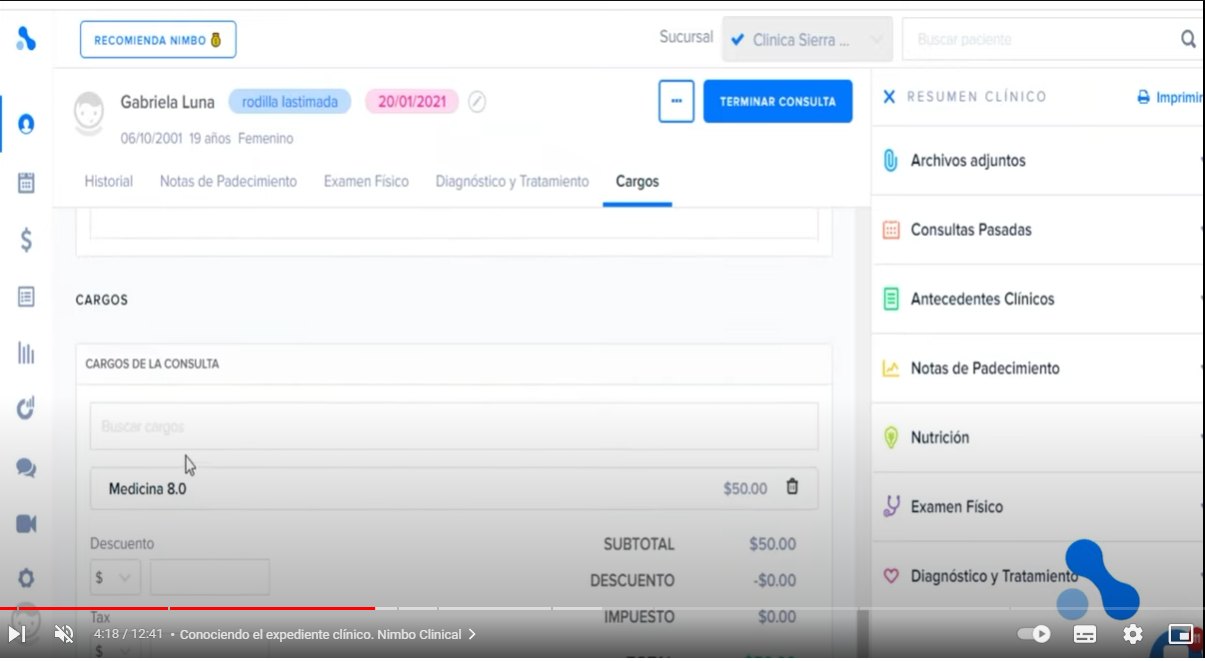 RECOMIENDA NIMBO
Sucursal
Clinica Sierra ...
Buscar paciente
Gabriela Luna
rodilla lastimada
20/01/2021
06/10/2001 19 años Femenino
...
TERMINAR CONSULTA
Historial
Notas de Padecimiento
Examen Físico
Diagnóstico y Tratamiento
Cargos
CARGOS
CARGOS DE LA CONSULTA
Buscar cargos
Medicina 8.0
$50.00
Descuento
$
SUBTOTAL $50.00
DESCUENTO -$0.00
Tax
IMPUESTO $0.00
$
RESUMEN CLÍNICO
Imprimir
Archivos adjuntos
Consultas Pasadas
Antecedentes Clínicos
Notas de Padecimiento
Nutrición
Examen Físico
Diagnóstico y Tratamiento
4:18 / 12:41 • Conociendo el expediente clínico. Nimbo Clinical